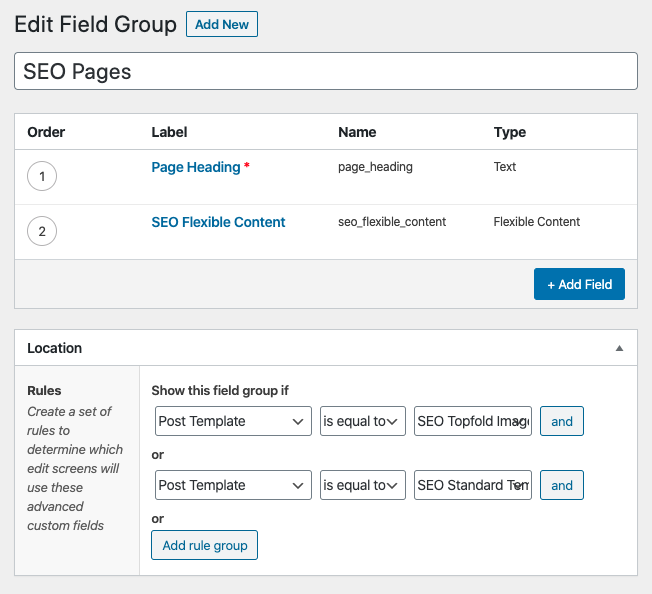 Edit Field Group Add New
SEO Pages
Order Label Name Type
1 Page Heading * page_heading Text
2 SEO Flexible Content seo_flexible_content Flexible Content
+ Add Field
Location
Rules
Create a set of
rules to
determine which
edit screens will
use these
advanced
custom fields
Show this field group if
Post Template is equal to SEO Topfold Image and
or
Post Template is equal to SEO Standard and
or
Add rule group